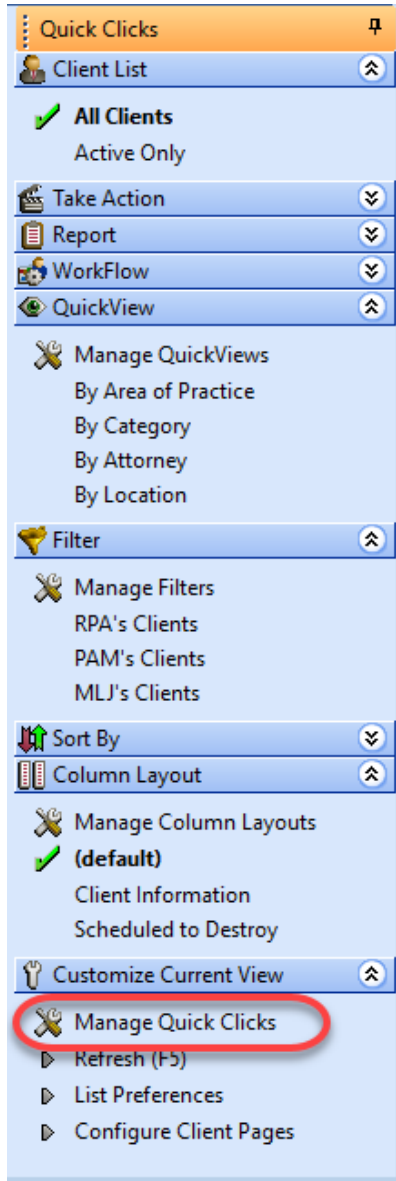 Quick Clicks
Client List
All Clients
Active Only
Take Action
Report
WorkFlow
QuickView
Manage QuickViews
By Area of Practice
By Category
By Attorney
By Location
Filter
Manage Filters
RPA's Clients
PAM's Clients
MLJ's Clients
Sort By
Column Layout
Manage Column Layouts
(default)
Client Information
Scheduled to Destroy
Customize Current View
Manage Quick Clicks
Refresh (F5)
List Preferences
Configure Client Pages